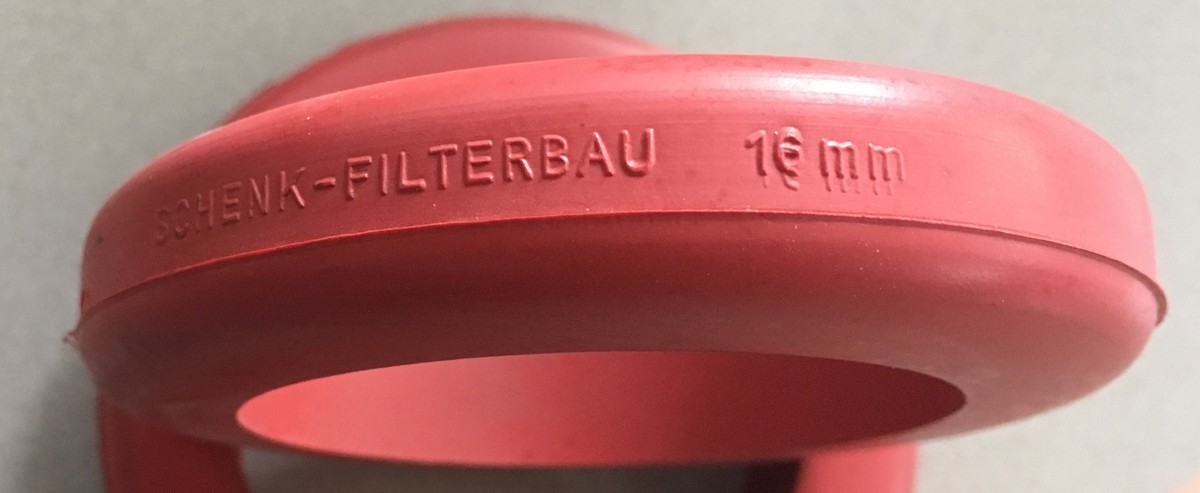 SCHENK-FILTERBAU 16 mm